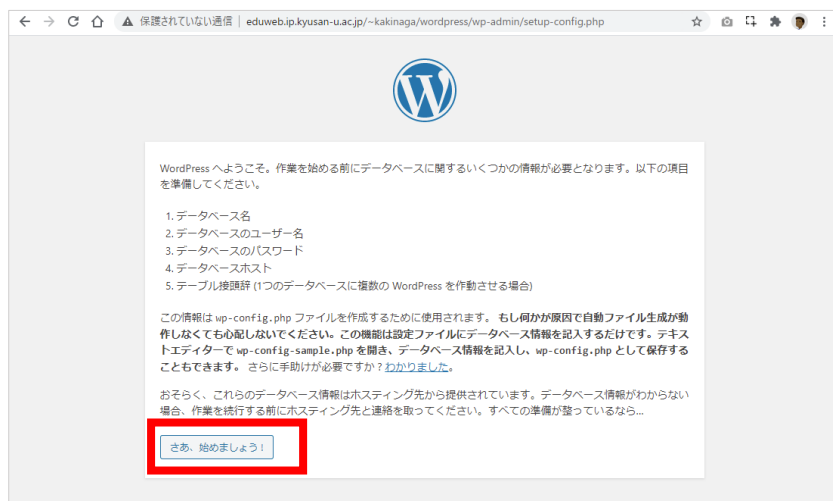 保護されていない通信 | eduweb.ip.kyusan-u.ac.jp/~kakinaga/wordpress/wp-admin/setup-config.php
WordPress へようこそ。作業を始める前にデータベースに関するいくつかの情報が必要となります。以下の項目
を準備してください。
1. データベース名
2. データベースのユーザー名
3. データベースのパスワード
4. データベースホスト
5. テーブル接頭辞 (1つのデータベースに複数の WordPress を作動させる場合)
この情報は wp-config.php ファイルを作成するために使用されます。 もし何かが原因で自動ファイル生成が動
作しなくても心配しないでください。この機能は設定ファイルにデータベース情報を記入するだけです。テキス
トエディターで wp-config-sample.php を開き、データベース情報を記入し、wp-config.php として保存する
こともできます。 さらに手助けが必要ですか ? わかりました。
おそらく、これらのデータベース情報はホスティング先から提供されています。データベース情報がわからない
場合、作業を続行する前にホスティング先と連絡を取ってください。すべての準備が整っているなら...
さあ、始めましょう !